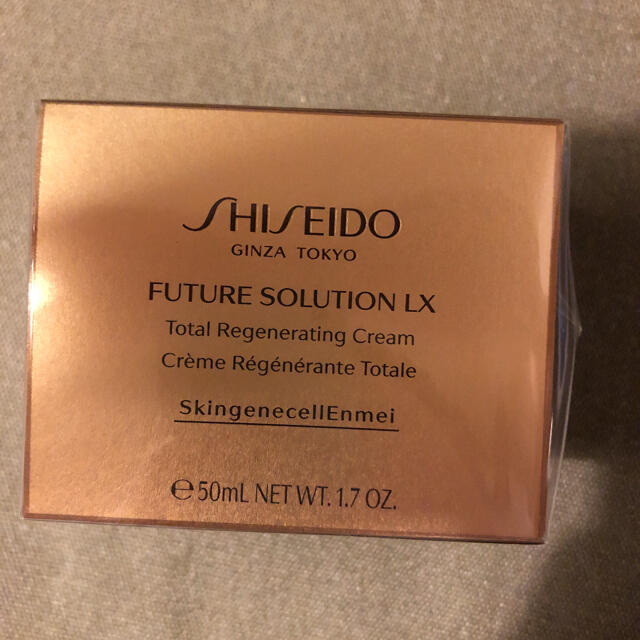 SHISEIDO
GINZA TOKYO
FUTURE SOLUTION LX
Total Regenerating Cream
Crème Régénérante Totale
SkingenecellEnmei
℮50mL NET WT. 1.7 OZ.